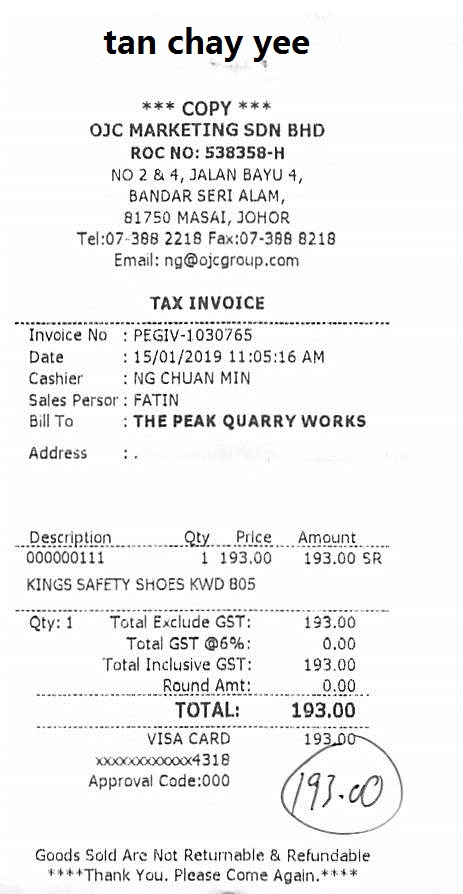 tan chay yee
*** COPY ***
OJC MARKETING SDN BHD
ROC NO: 538358-H
NO 2 & 4, JALAN BAYU 4,
BANDAR SERI ALAM,
81750 MASAI, JOHOR
Tel:07-388 2218 Fax:07-388 8218
Email: ng@ojcgroup.com
TAX INVOICE
Invoice No : PEGIV-1030765
Date : 15/01/2019 11:05:16 AM
Cashier : NG CHUAN MIN
Sales Persor : FATIN
Bill To : THE PEAK QUARRY WORKS
Address : .
Description Qty Price Amount
000000111 1 193.00 193.00 SR
KINGS SAFETY SHOES KWD 805
Qty: 1 Total Exclude GST: 193.00
Total GST @6%: 0.00
Total Inclusive GST: 193.00
Round Amt: 0.00
TOTAL: 193.00
VISA CARD 193.00
xxxxxxxxxxxx4318
Approval Code:000
193.00
Goods Sold Are Not Returnable & Refundable
****Thank You. Please Come Again.****